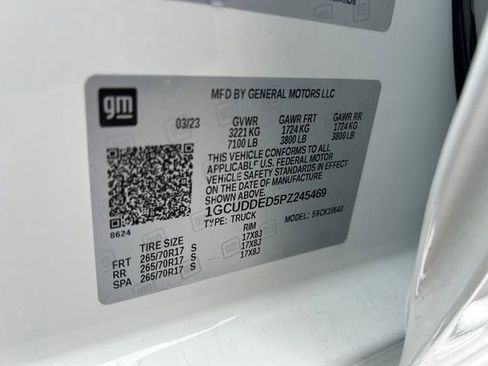 gm
MFD BY GENERAL MOTORS LLC
03/23 GVWR GAWR FRT GAWR RR
3221 KG 1724 KG 1724 KG
7100 LB 3800 LB 3800 LB
THIS VEHICLE CONFORMS TO ALL
APPLICABLE U.S. FEDERAL MOTOR
VEHICLE SAFETY STANDARDS IN EFFECT
ON THE DATE OF MANUFACTURE
SHOWN ABOVE.
1GCUDDED5PZ245469
8624 TYPE: TRUCK MODEL:
TIRE SIZE RIM
FRT 265/70R17 S 17X8J
RR 265/70R17 S 17X8J
SPA 265/70R17 S 17X8J